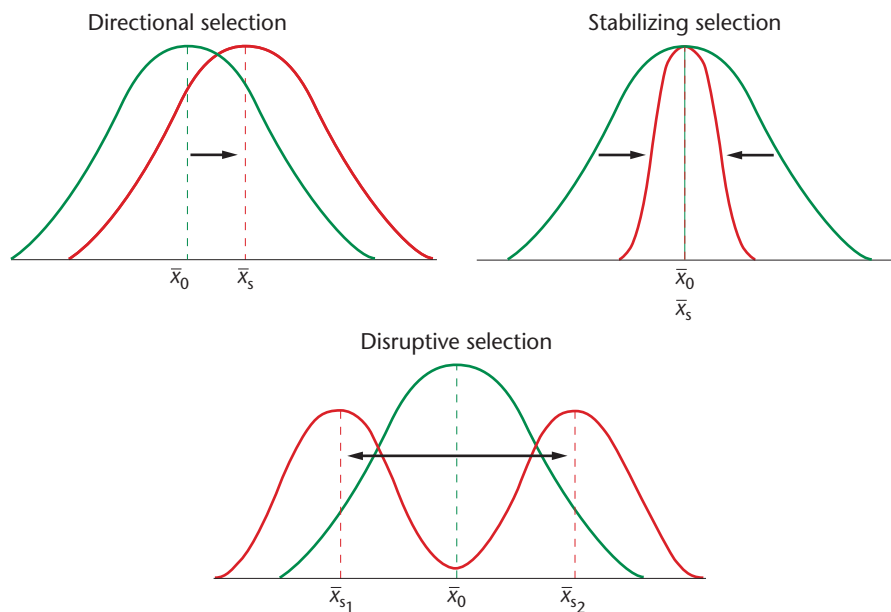 Directional selection
Stabilizing selection
x̄0
x̄s
x̄0
x̄s
Disruptive selection
x̄s1
x̄0
x̄s2